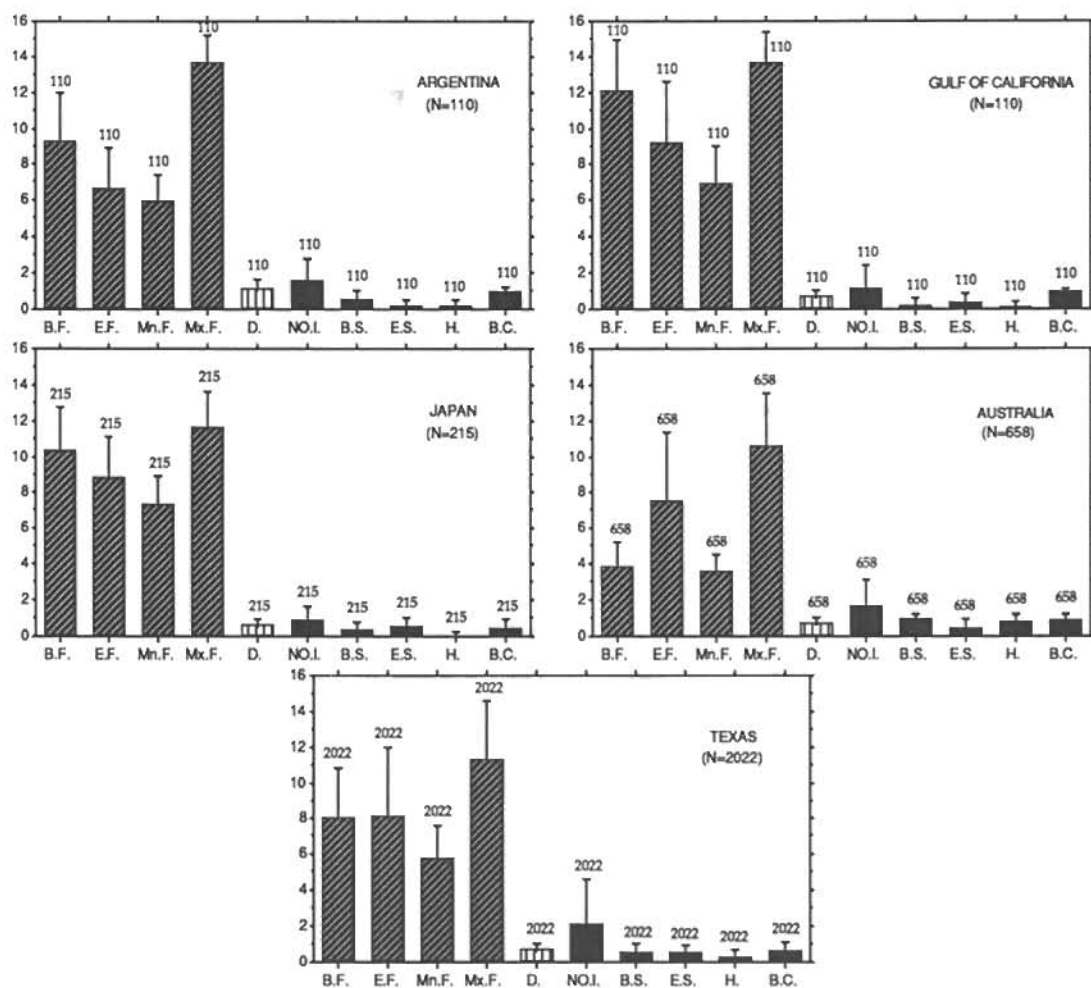 16
14
12
10
8
6
4
2
0
110 110 110 110 110 110 110 110 110 110
ARGENTINA
(N=110)
B.F. E.F. Mn.F. Mx.F. D. NO.I. B.S. E.S. H. B.C.
16
14
12
10
8
6
4
2
0
110 110 110 110 110 110 110 110 110 110
GULF OF CALIFORNIA
(N=110)
B.F. E.F. Mn.F. Mx.F. D. NO.I. B.S. E.S. H. B.C.
16
14
12
10
8
6
4
2
0
215 215 215 215 215 215 215 215 215 215
JAPAN
(N=215)
B.F. E.F. Mn.F. Mx.F. D. NO.I. B.S. E.S. H. B.C.
16
14
12
10
8
6
4
2
0
658 658 658 658 658 658 658 658 658 658
AUSTRALIA
(N=658)
B.F. E.F. Mn.F. Mx.F. D. NO.I. B.S. E.S. H. B.C.
16
14
12
10
8
6
4
2
0
2022 2022 2022 2022 2022 2022 2022 2022 2022 2022
TEXAS
(N=2022)
B.F. E.F. Mn.F. Mx.F. D. NO.I. B.S. E.S. H. B.C.